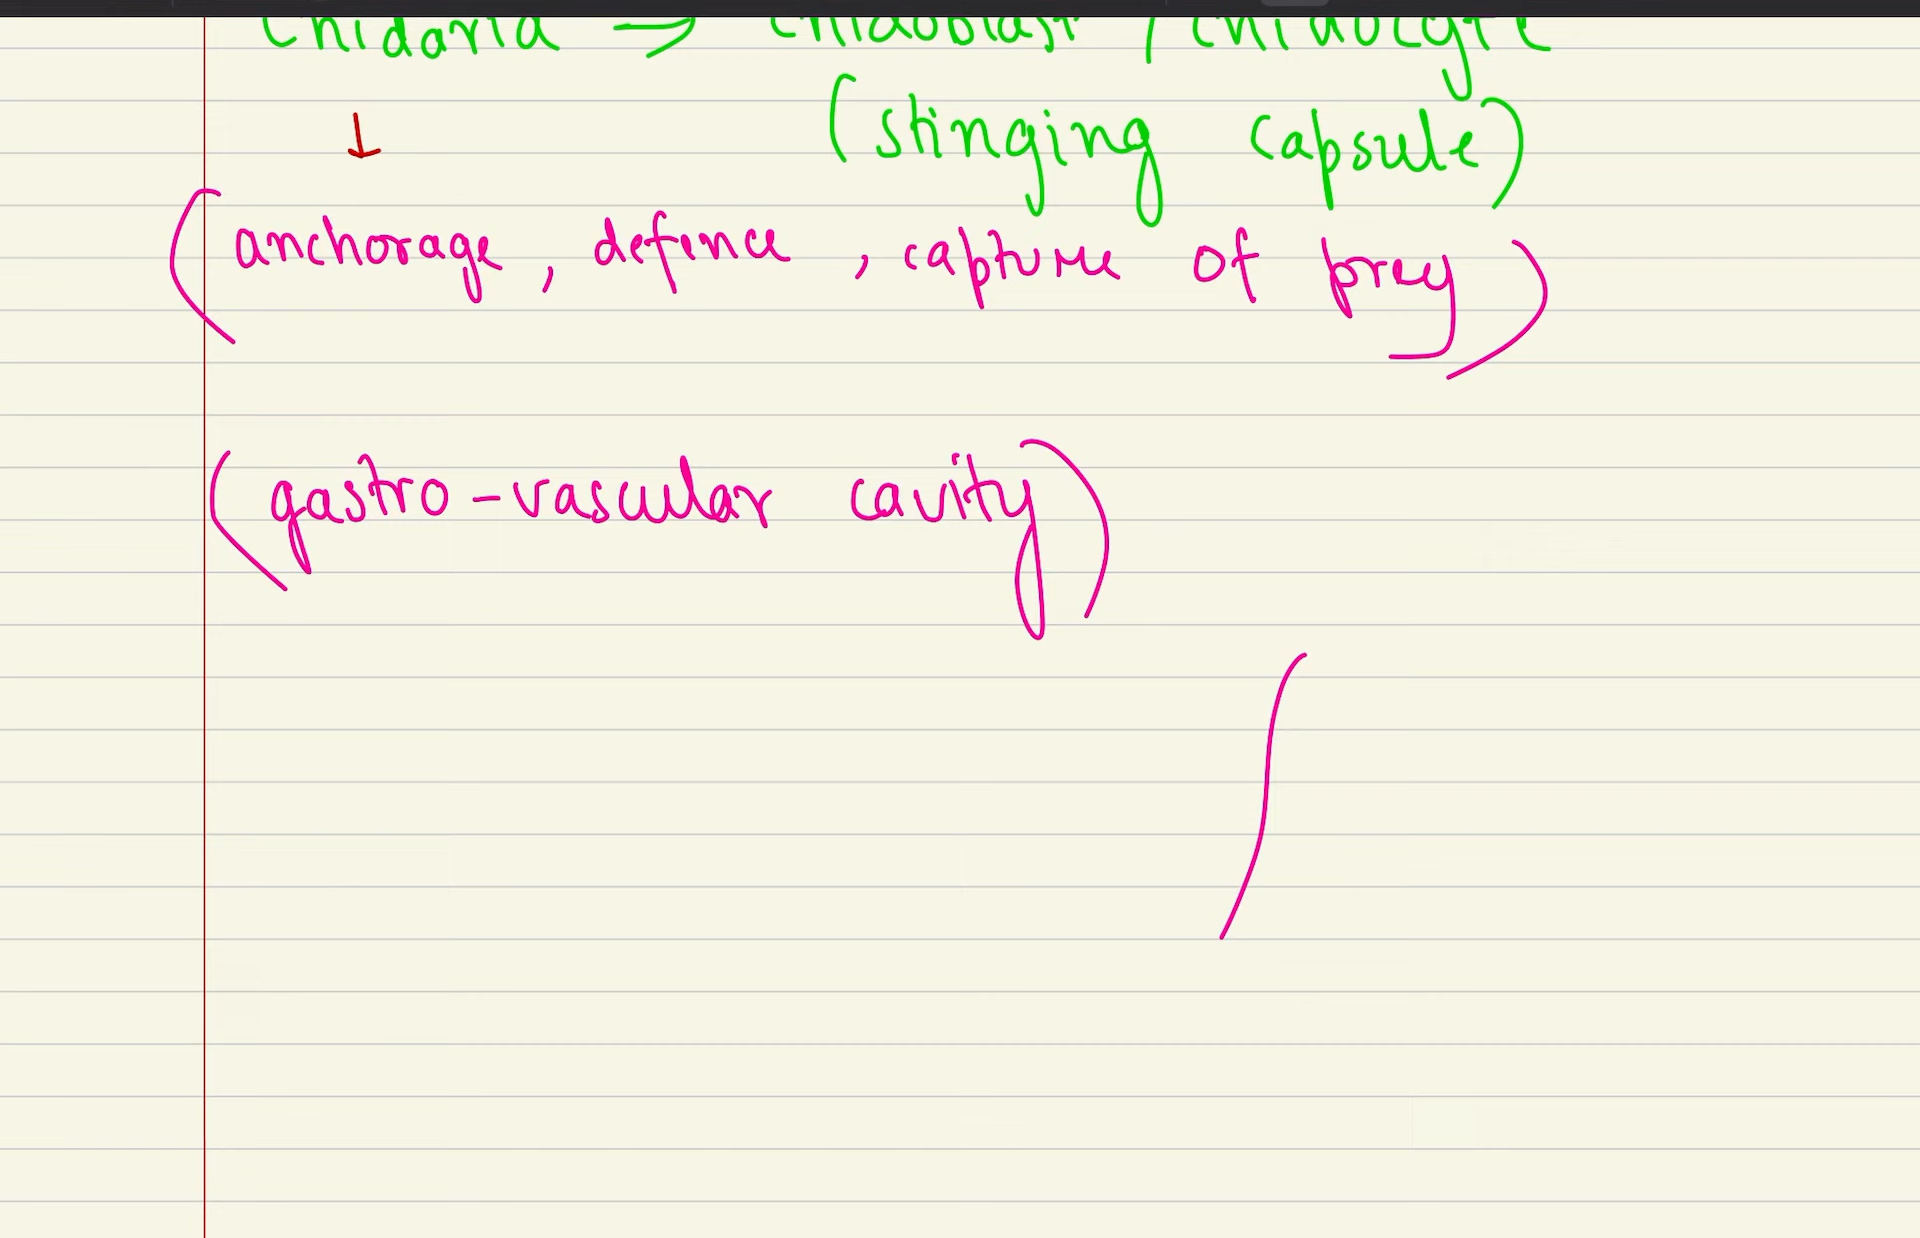 Cnidaria → Cnidoblast / Cnidocyte
(stinging capsule)
↓
(anchorage, defence, capture of prey)
(gastro-vascular cavity)